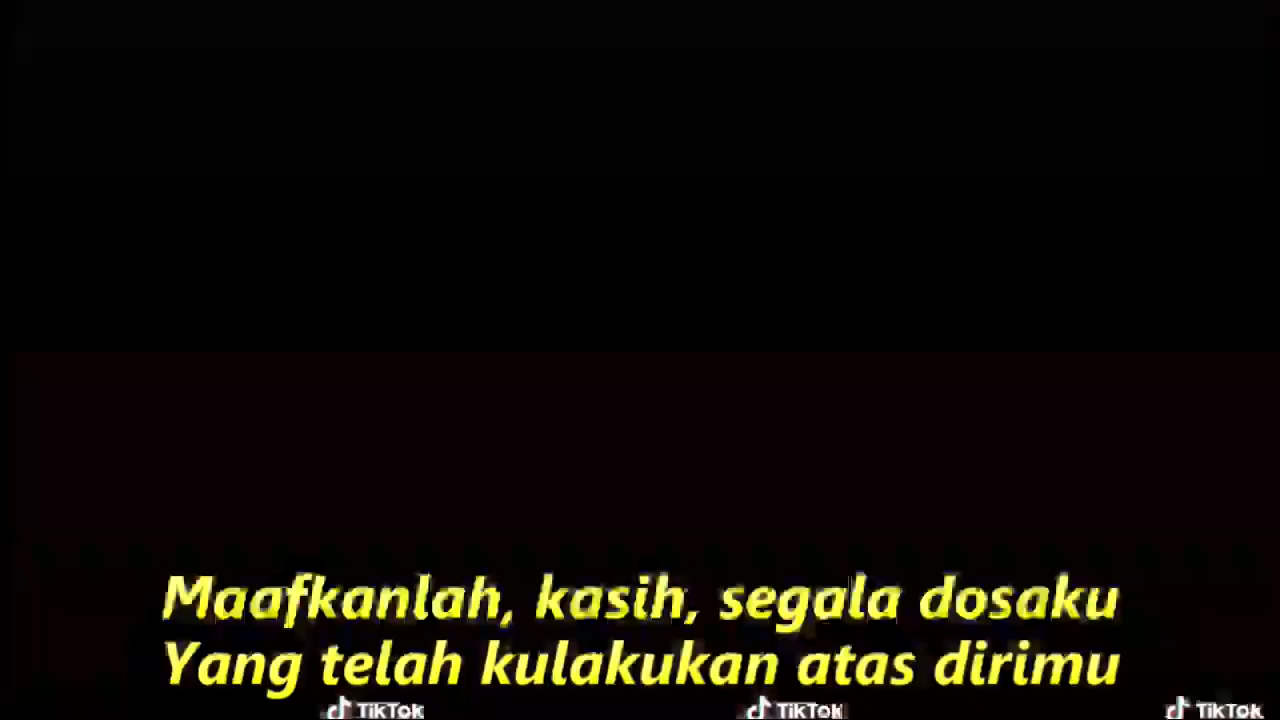 Maafkanlah, kasih, segala dosaku
Yang telah kulakukan atas dirimu
TikTok TikTok TikTok